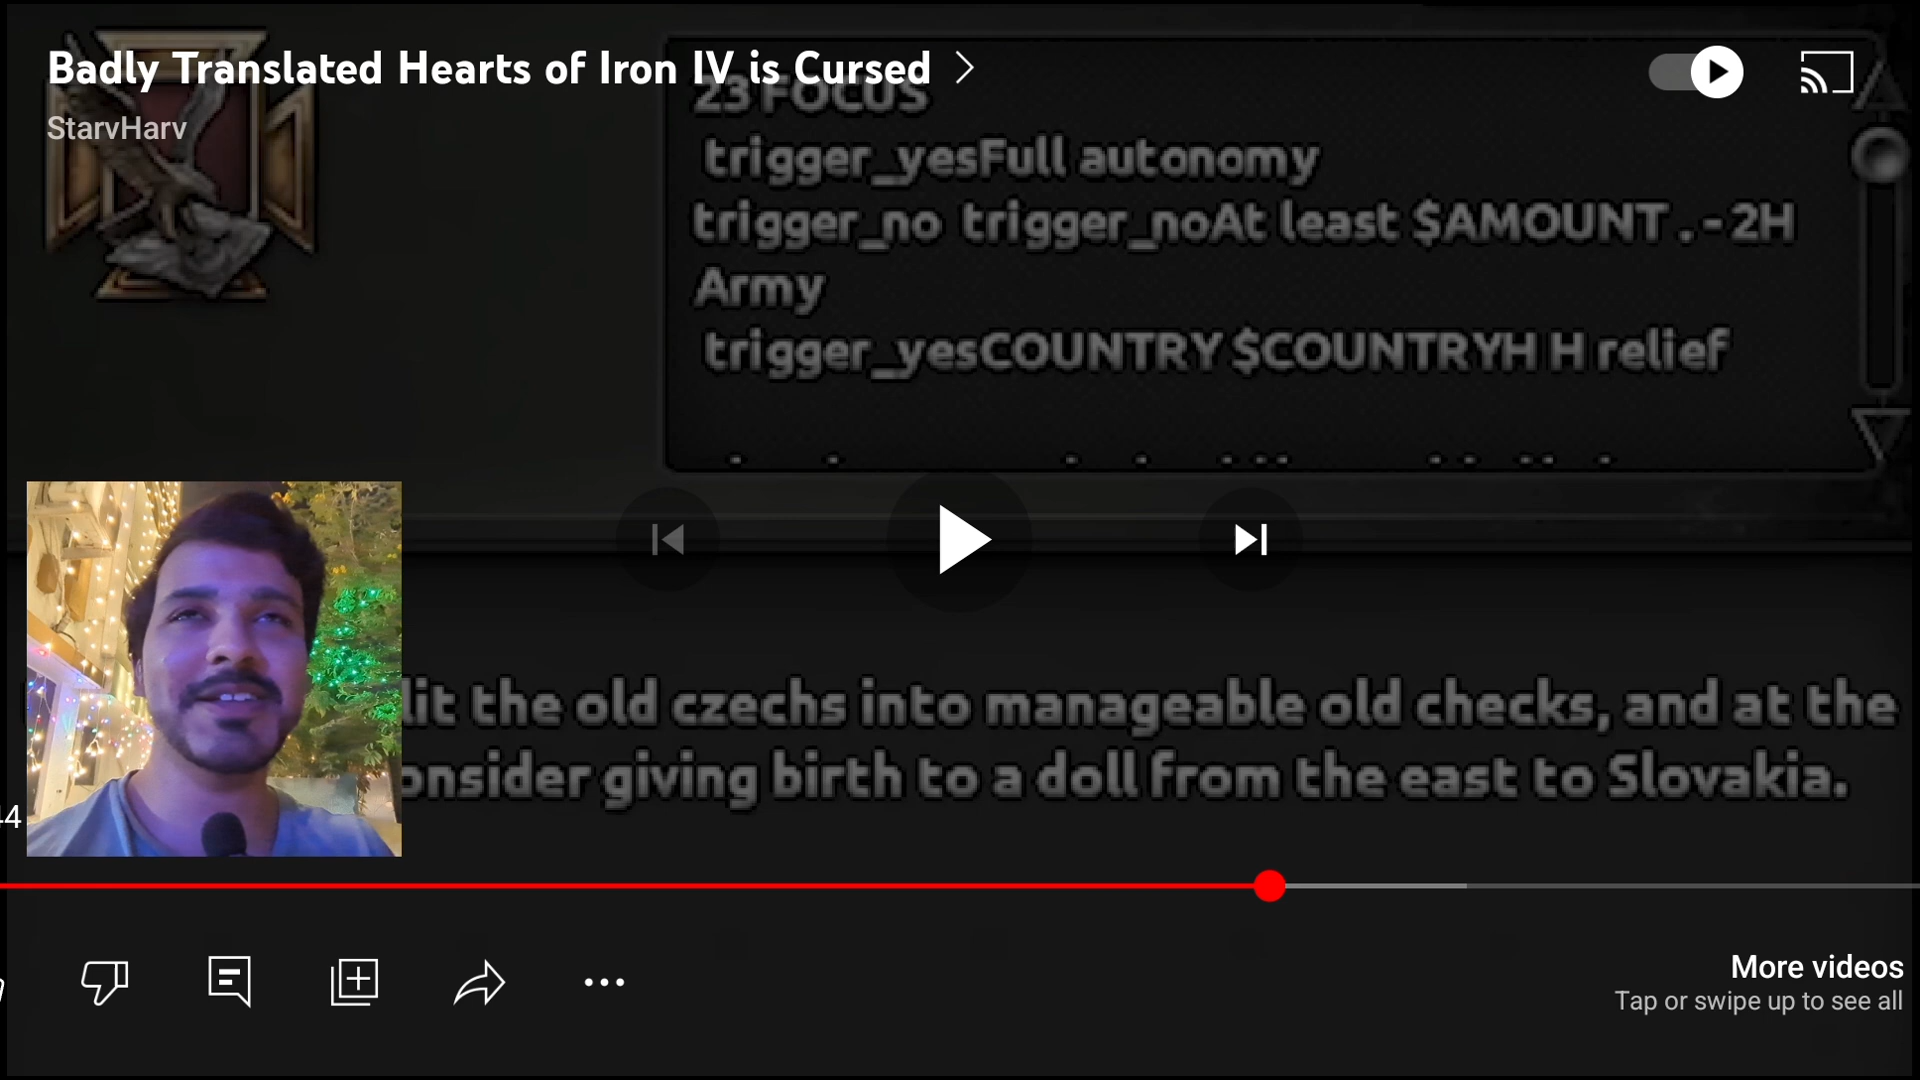 Badly Translated Hearts of Iron IV is Cursed
StarvHarv
23 FOCUS
trigger_yesFull autonomy
trigger_no trigger_noAt least $AMOUNT . - 2H
Army
trigger_yesCOUNTRY $COUNTRYH H relief
lit the old czechs into manageable old checks, and at the
onsider giving birth to a doll from the east to Slovakia.
44
More videos
Tap or swipe up to see all